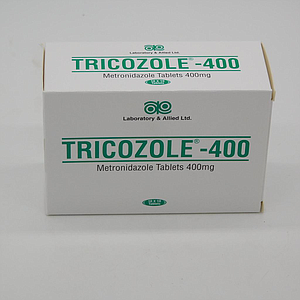 Laboratory & Allied Ltd.
TRICOZOLE®-400
Metronidazole Tablets 400mg
Laboratory & Allied Ltd.
TRICOZOLE®-400
Metronidazole Tablets 400mg